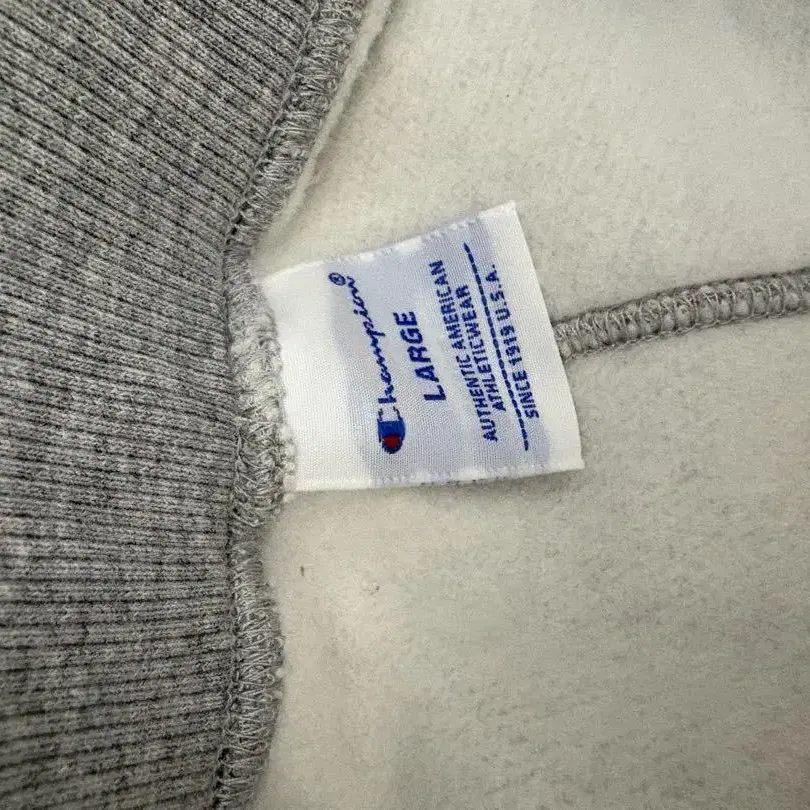 Champion®
LARGE
AUTHENTIC AMERICAN
ATHLETICWEAR
SINCE 1919 U.S.A.